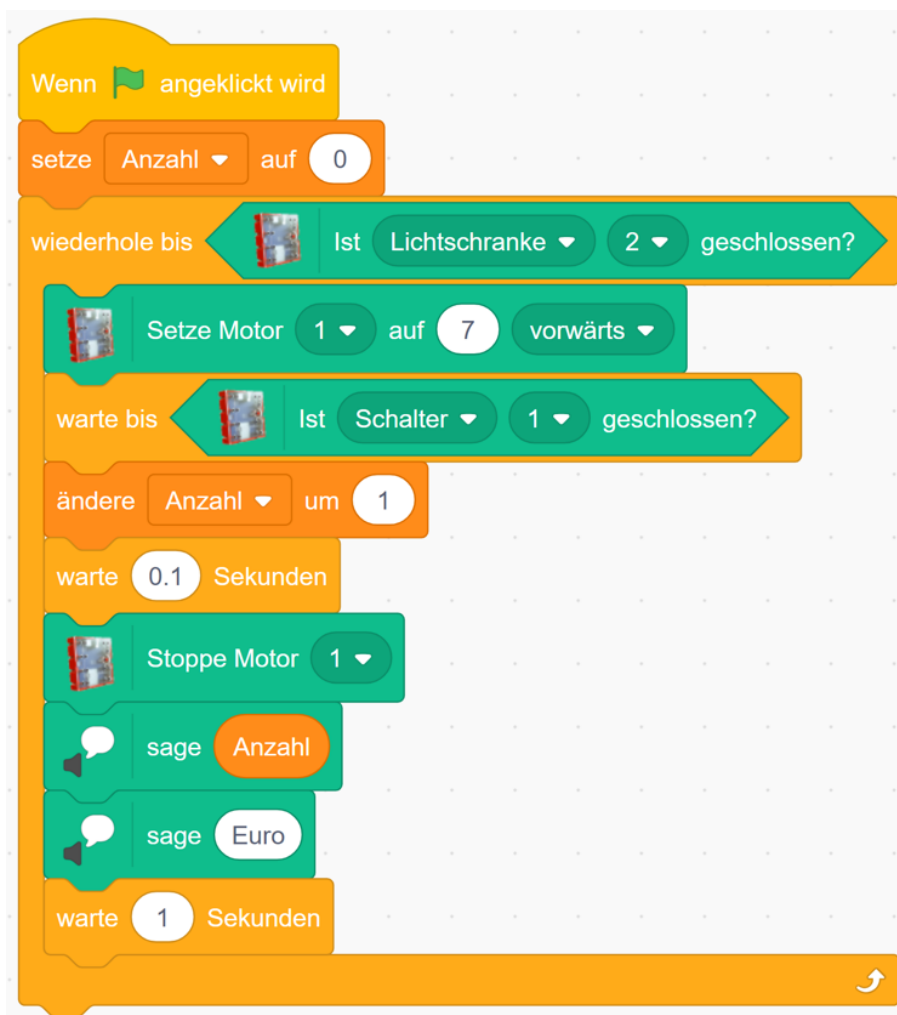 Wenn angeklickt wird
setze Anzahl auf 0
wiederhole bis Ist Lichtschranke 2 geschlossen?
Setze Motor 1 auf 7 vorwärts
warte bis Ist Schalter 1 geschlossen?
ändere Anzahl um 1
warte 0.1 Sekunden
Stoppe Motor 1
sage Anzahl
sage Euro
warte 1 Sekunden